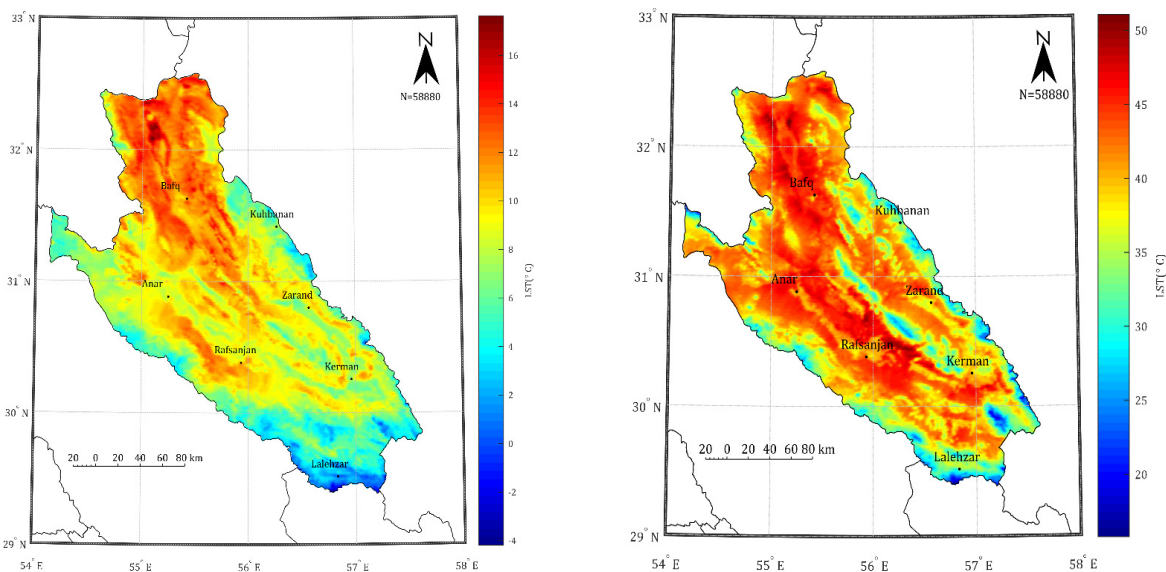 33° N
32° N
31° N
30° N
29° N
54° E
55° E
56° E
57° E
58° E
N
N=58880
Bafq
Kuhbanan
Anar
Zarand
Rafsanjan
Kerman
Lalehzar
20 0 20 40 60 80 km
16
14
12
10
8
6
4
2
0
-2
-4
LST(° C)
33° N
32° N
31° N
30° N
29° N
54° E
55° E
56° E
57° E
58° E
N
N=58880
Bafq
Kuhbanan
Anar
Zarand
Rafsanjan
Kerman
Lalehzar
20 0 20 40 60 80 km
50
45
40
35
30
25
20
LST(° C)